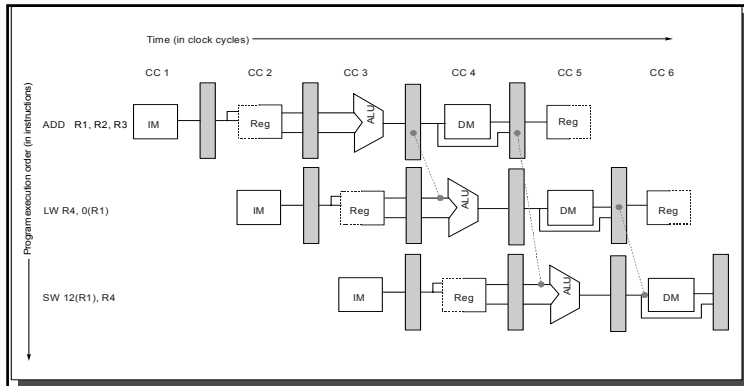 Time (in clock cycles)
CC 1 CC 2 CC 3 CC 4 CC 5 CC 6
Program execution order (in instructions)
ADD R1, R2, R3
IM Reg ALU DM Reg
LW R4, 0(R1)
IM Reg ALU DM Reg
SW 12(R1), R4
IM Reg ALU DM